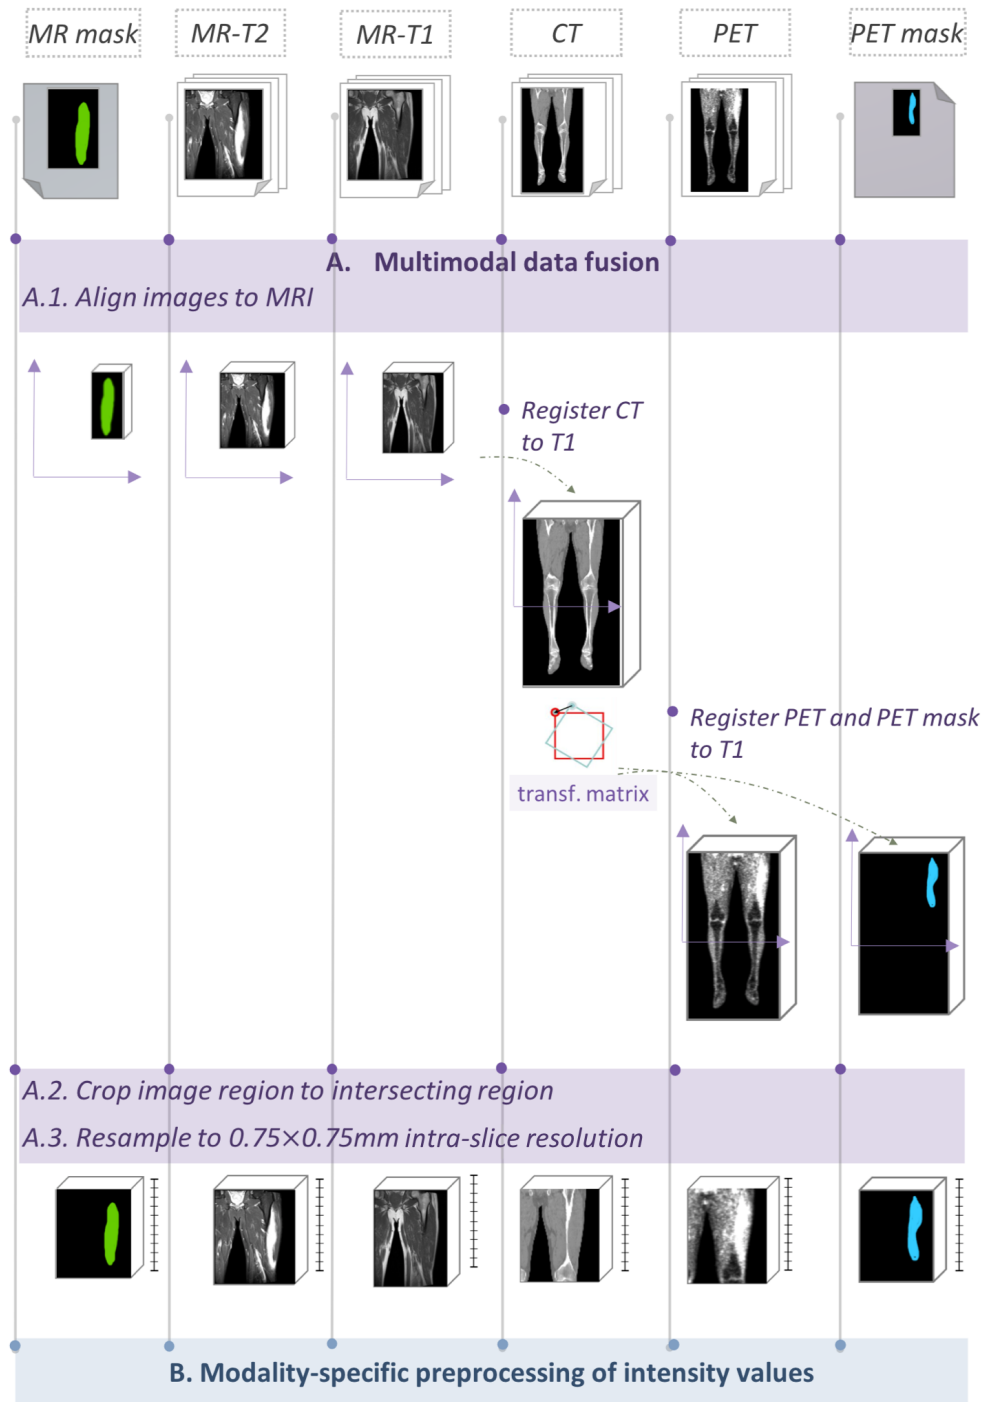 MR mask
MR-T2
MR-T1
CT
PET
PET mask
A. Multimodal data fusion
A.1. Align images to MRI
Register CT
to T1
Register PET and PET mask
to T1
transf. matrix
A.2. Crop image region to intersecting region
A.3. Resample to 0.75×0.75mm intra-slice resolution
B. Modality-specific preprocessing of intensity values